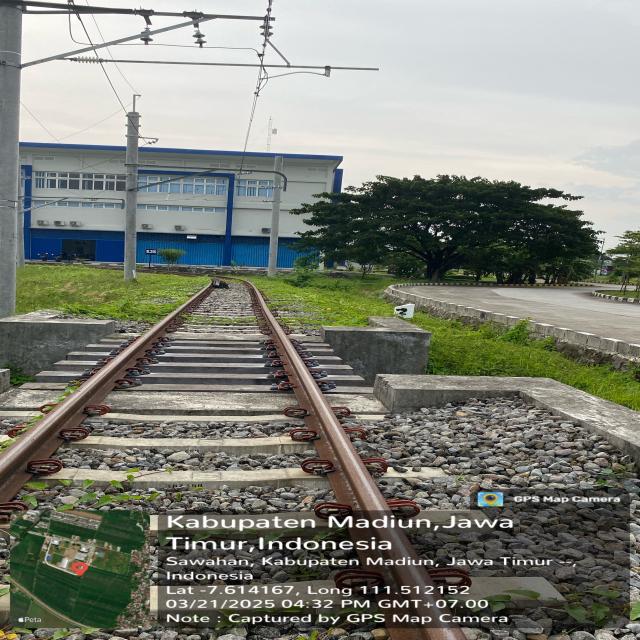 GPS Map Camera
Kabupaten Madiun,Jawa
Timur,Indonesia
Sawahan, Kabupaten Madiun, Jawa Timur --,
Indonesia
Lat -7.614167, Long 111.512152
03/21/2025 04:32 PM GMT+07.00
Note : Captured by GPS Map Camera
Peta